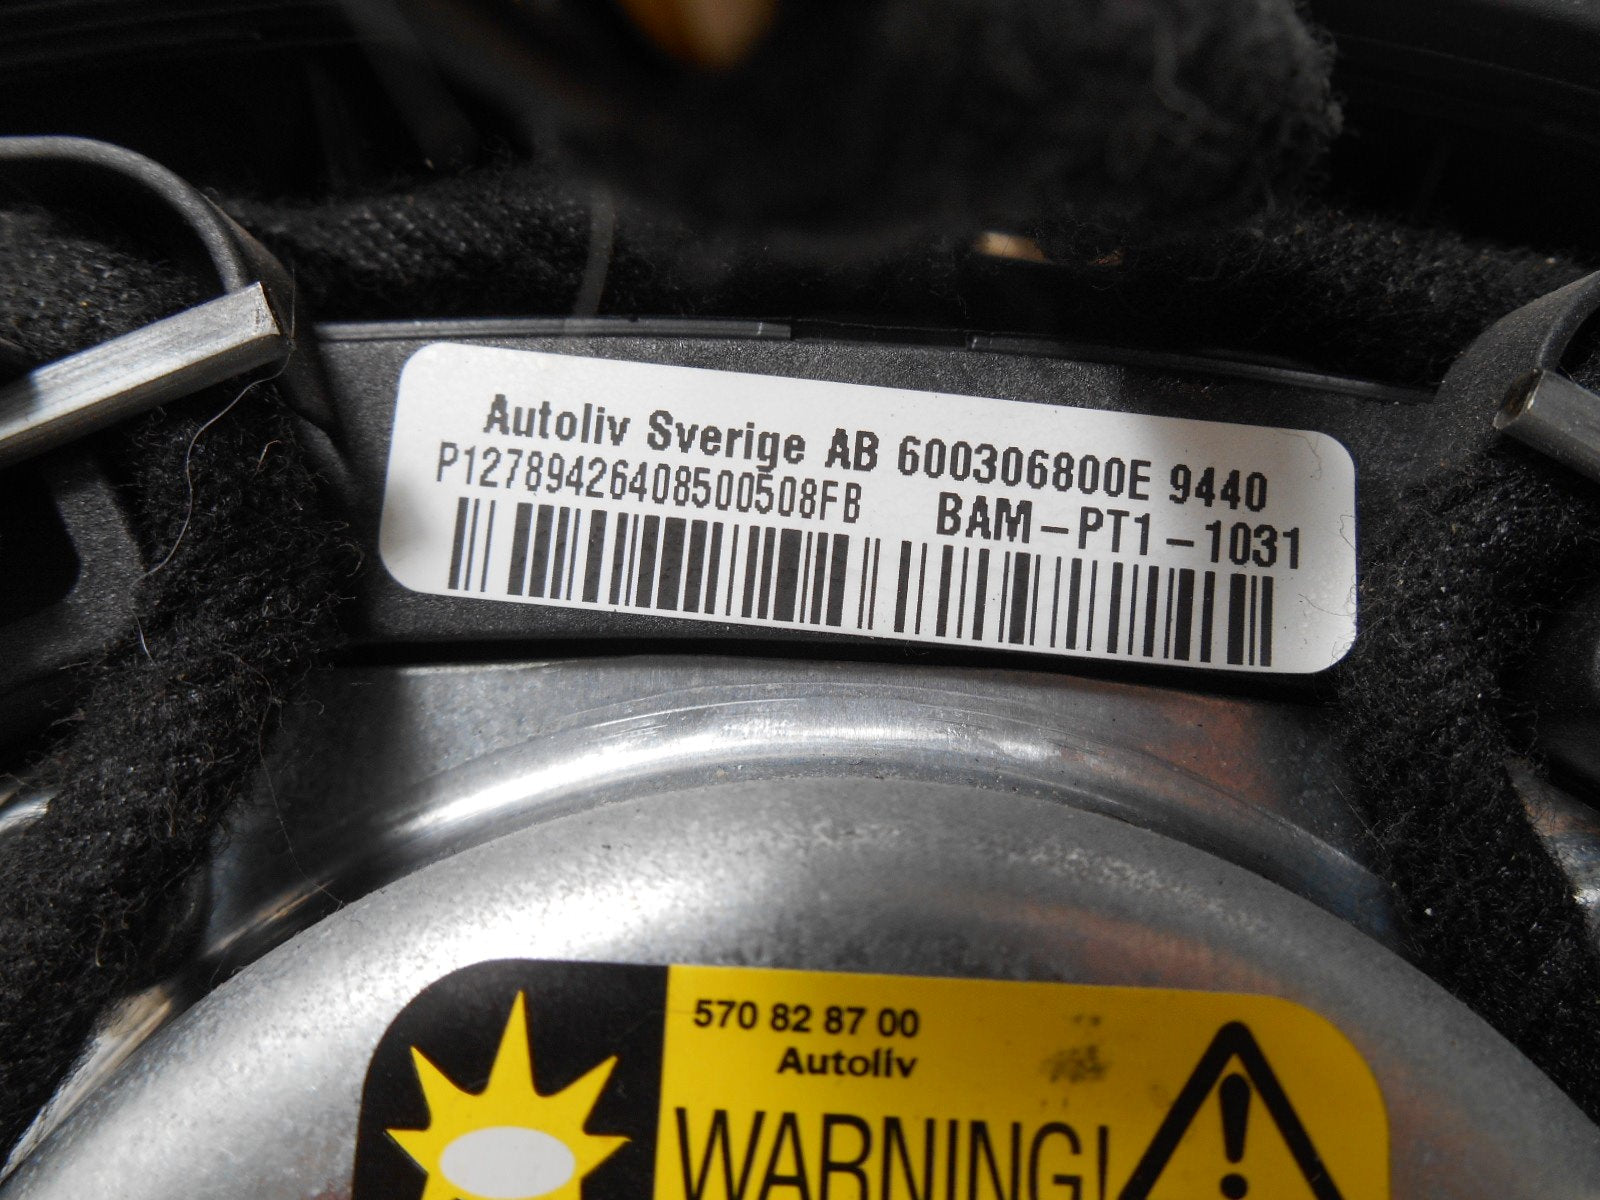 Autoliv Sverige AB 600306800E 9440
P12789426408500508FB BAM-PT1-1031
570 82 87 00
Autoliv
WARNING!